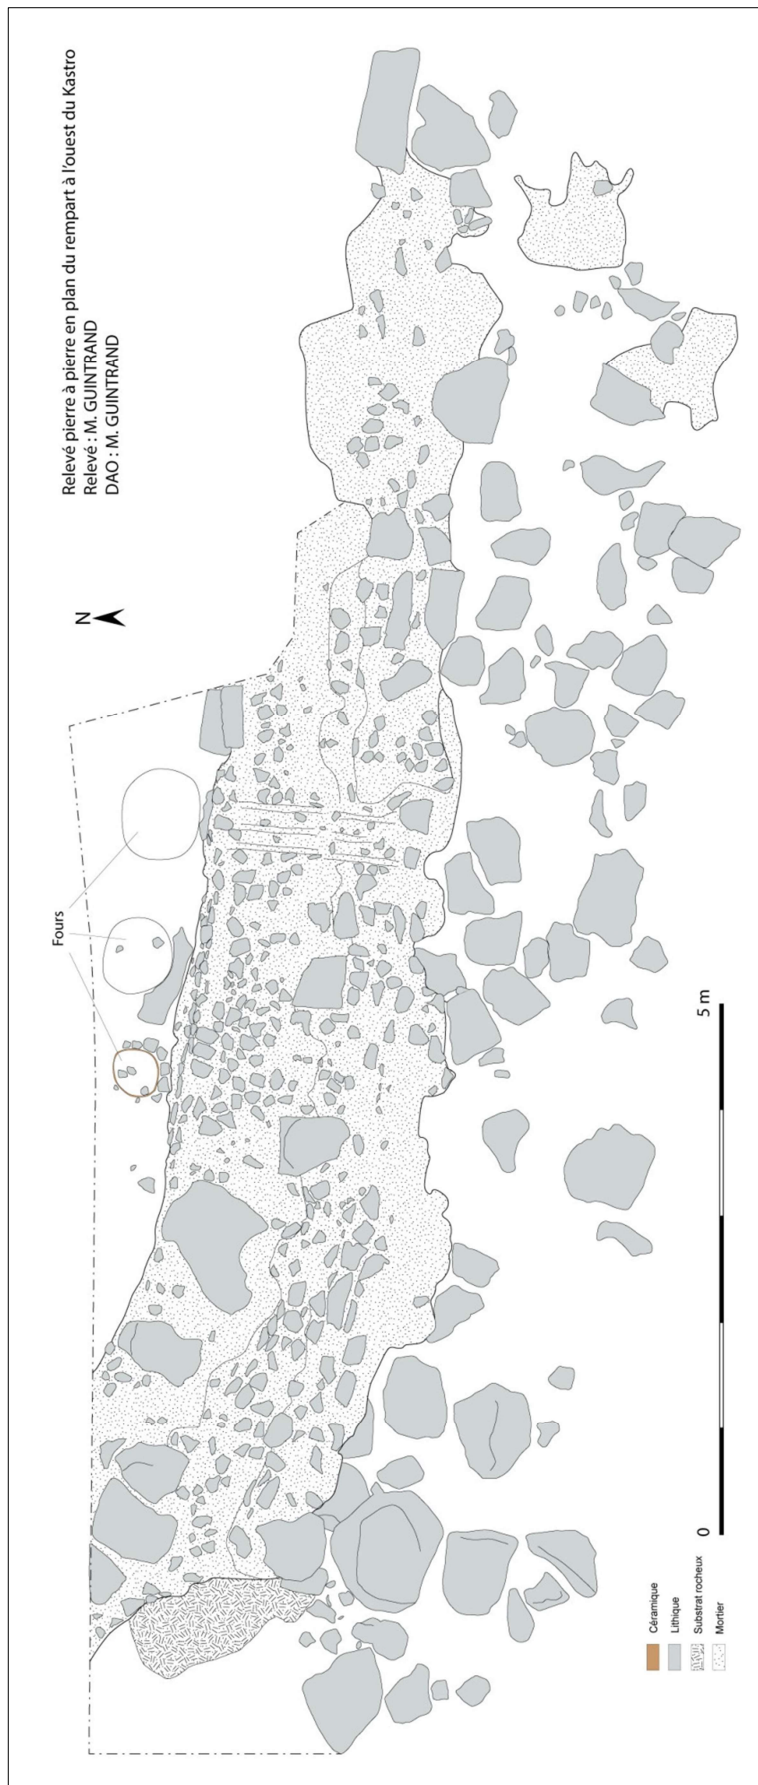 Relevé pierre à pierre en plan du rempart à l'ouest du Kastro
Relevé : M. GUINTRAND
DAO : M. GUINTRAND
N
Fours
0
5 m
Céramique
Lithique
Substrat rocheux
Mortier